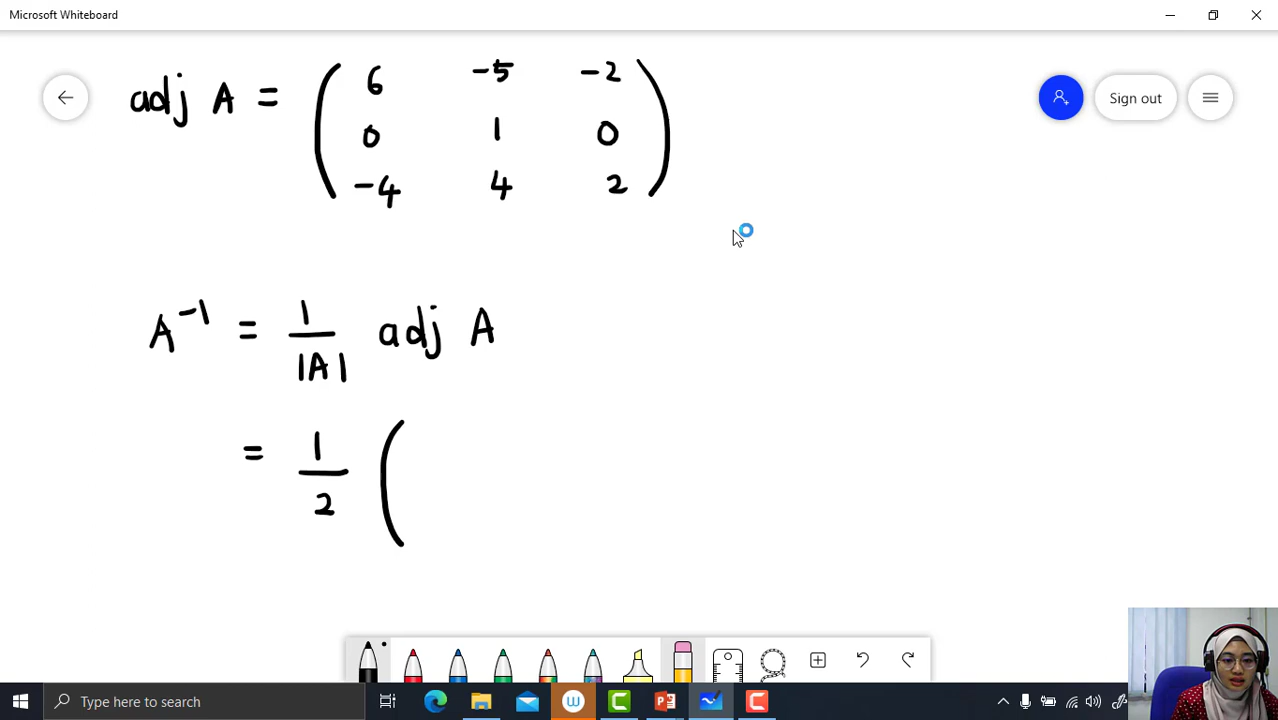 Microsoft Whiteboard
adj A = ( 6 -5 -2
0 1 0
-4 4 2 )
Sign out
A⁻¹ = 1/|A| adj A
= 1/2 (
Type here to search